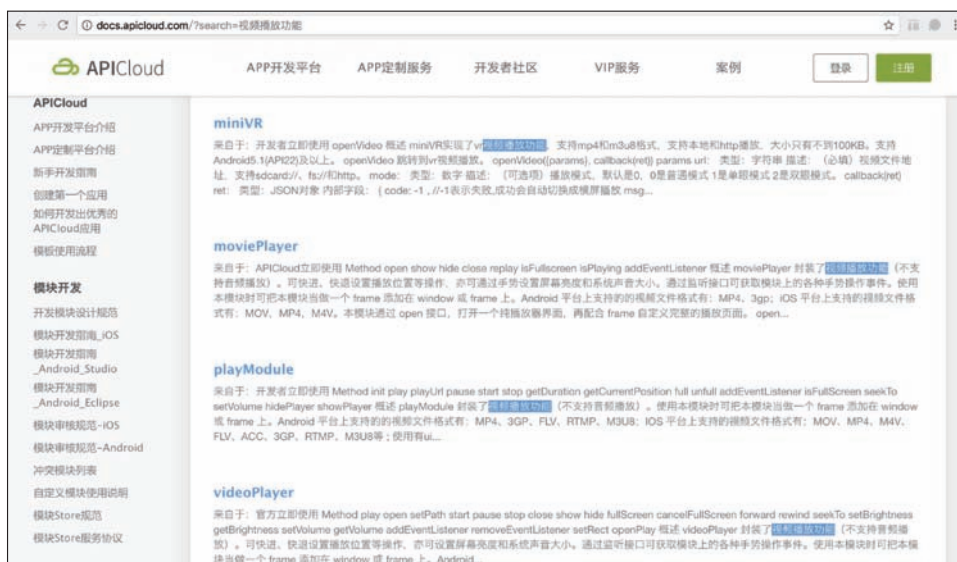 docs.apicloud.com/?search=视频播放功能
APICloud
APP开发平台 APP定制服务 开发者社区 VIP服务 案例 登录 注册
APICloud
APP开发平台介绍
APP定制平台介绍
新手开发指南
创建第一个应用
如何开发出优秀的
APICloud应用
模板使用流程
模块开发
开发模块设计规范
模块开发指南_iOS
模块开发指南
_Android_Studio
模块开发指南
_Android_Eclipse
模块审核规范-iOS
模块审核规范-Android
冲突模块列表
自定义模块使用说明
模块Store规范
模块Store服务协议
miniVR
来自于：开发者立即使用 openVideo 概述 miniVR实现了vr视频播放功能，支持mp4和m3u8格式，支持本地和http播放，大小只有不到100KB。支持
Android5.1(API22)及以上。 openVideo 跳转到vr视频播放。 openVideo({params}, callback(ret)) params url： 类型：字符串 描述：（必填）视频文件地
址，支持sdcard://、fs://和http。 mode： 类型：数字 描述：（可选项）播放模式，默认是0，0是普通模式 1是单眼模式 2是双眼模式。 callback(ret)
ret： 类型：JSON对象 内部字段：{ code: -1 , //-1表示失败,成功会自动切换成横屏播放 msg...
moviePlayer
来自于：APICloud立即使用 Method open show hide close replay isFullscreen isPlaying addEventListener 概述 moviePlayer 封装了视频播放功能（不支
持音频播放）。可快进、快退设置播放位置等操作，亦可通过手势设置屏幕亮度和系统声音大小。通过监听接口可获取模块上的各种手势操作事件。使用
本模块时可把本模块当做一个 frame 添加在 window 或 frame 上。Android 平台上支持的的视频文件格式有：MP4，3gp；iOS 平台上支持的视频文件格
式有：MOV、MP4、M4V。本模块通过 open 接口，打开一个纯播放器界面，再配合 frame 自定义完整的播放页面。 open...
playModule
来自于：开发者立即使用 Method init play playUrl pause start stop getDuration getCurrentPosition full unfull addEventListener isFullScreen seekTo
setVolume hidePlayer showPlayer 概述 playModule 封装了视频播放功能（不支持音频播放）。使用本模块时可把本模块当做一个 frame 添加在 window
或 frame 上。Android 平台上支持的的视频文件格式有：MP4、3GP、FLV、RTMP、M3U8；IOS 平台上支持的视频文件格式有：MOV、MP4、M4V、
FLV、ACC、3GP、RTMP、M3U8等；使用有ui...
videoPlayer
来自于：官方立即使用 Method play open setPath start pause stop close show hide fullScreen cancelFullScreen forward rewind seekTo setBrightness
getBrightness setVolume getVolume addEventListener removeEventListener setRect openPlay 概述 videoPlayer 封装了视频播放功能（不支持音频播
放）。可快进、快退设置播放位置等操作，亦可设置屏幕亮度和系统声音大小。通过监听接口可获取模块上的各种手势操作事件。使用本模块时可把本模
块当做一个 frame 添加在 window 或 frame 上。Android...